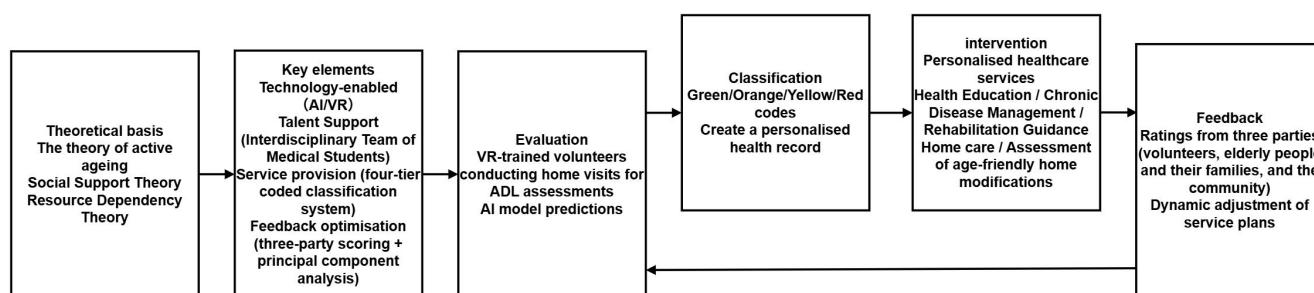 Theoretical basis
The theory of active
ageing
Social Support Theory
Resource Dependency
Theory
Key elements
Technology-enabled
（AI/VR）
Talent Support
(Interdisciplinary Team of
Medical Students)
Service provision (four-tier
coded classification
system)
Feedback optimisation
(three-party scoring +
principal component
analysis)
Evaluation
VR-trained volunteers
conducting home visits for
ADL assessments
AI model predictions
Classification
Green/Orange/Yellow/Red
codes
Create a personalised
health record
intervention
Personalised healthcare
services
Health Education / Chronic
Disease Management /
Rehabilitation Guidance
Home care / Assessment
of age-friendly home
modifications
Feedback
Ratings from three parties
(volunteers, elderly people
and their families, and the
community)
Dynamic adjustment of
service plans